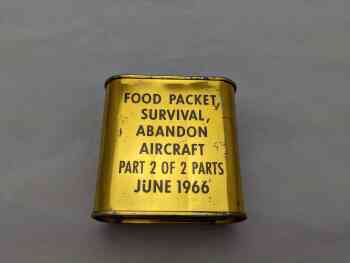 FOOD PACKET,
SURVIVAL,
ABANDON
AIRCRAFT
PART 2 OF 2 PARTS
JUNE 1966